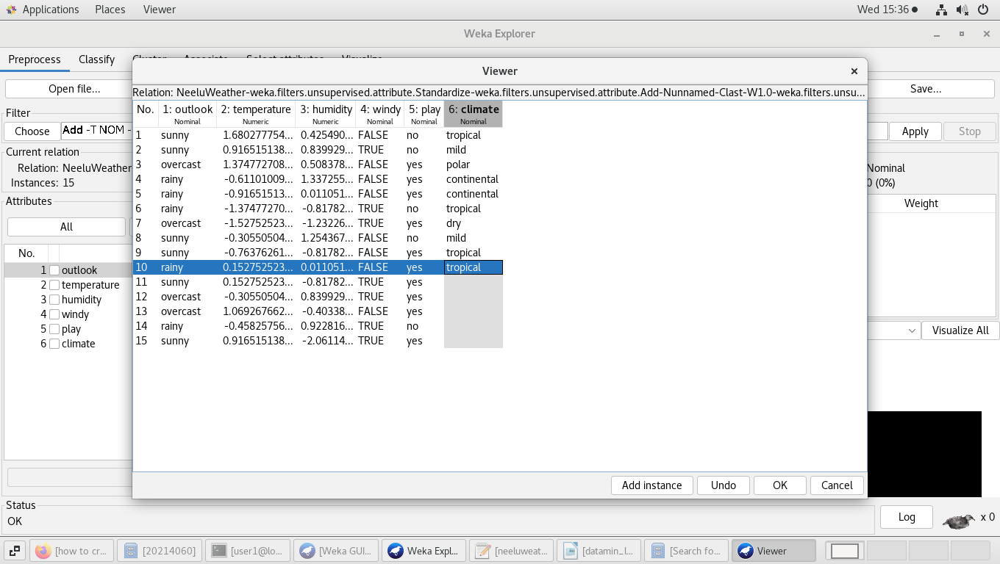 Applications Places Viewer Wed 15:36
Weka Explorer
Preprocess Classify
Open file... Save...
Filter
Choose Add -T NOM - Apply Stop
Current relation
Relation: NeeluWeather Nominal
Instances: 15 0 (0%)
Attributes
Weight
All
No.
1 outlook
2 temperature
3 humidity
4 windy
5 play
6 climate
Visualize All
Viewer
Relation: NeeluWeather-weka.filters.unsupervised.attribute.Standardize-weka.filters.unsupervised.attribute.Add-Nunnamed-Clast-W1.0-weka.filters.unsu...
No. 1: outlook 2: temperature 3: humidity 4: windy 5: play 6: climate
Nominal Numeric Numeric Nominal Nominal Nominal
1 sunny 1.680277754... 0.425490... FALSE no tropical
2 sunny 0.916515138... 0.839929... TRUE no mild
3 overcast 1.374772708... 0.508378... FALSE yes polar
4 rainy -0.61101009... 1.337255... FALSE yes continental
5 rainy -0.91651513... 0.011051... FALSE yes continental
6 rainy -1.37477270... -0.81782... TRUE no tropical
7 overcast -1.52752523... -1.23226... TRUE yes dry
8 sunny -0.30550504... 1.254367... FALSE no mild
9 sunny -0.76376261... -0.81782... FALSE yes tropical
10 rainy 0.152752523... 0.011051... FALSE yes tropical
11 sunny 0.152752523... -0.81782... TRUE yes
12 overcast -0.30550504... 0.839929... TRUE yes
13 overcast 1.069267662... -0.40338... FALSE yes
14 rainy -0.45825756... 0.922816... TRUE no
15 sunny 0.916515138... -2.06114... TRUE yes
Add instance Undo OK Cancel
Status
OK Log x 0
[how to cr... [20214060] [user1@lo... [Weka GUI... Weka Expl... [neeluweat... [datamin_l... [Search fo... Viewer